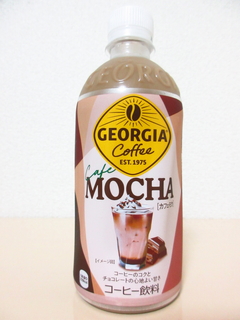 GEORGIA
Coffee
EST. 1975
Cafe
MOCHA
[カフェモカ]
(イメージ図)
コーヒーのコクと
チョコレートの心地よい甘さ
コーヒー飲料